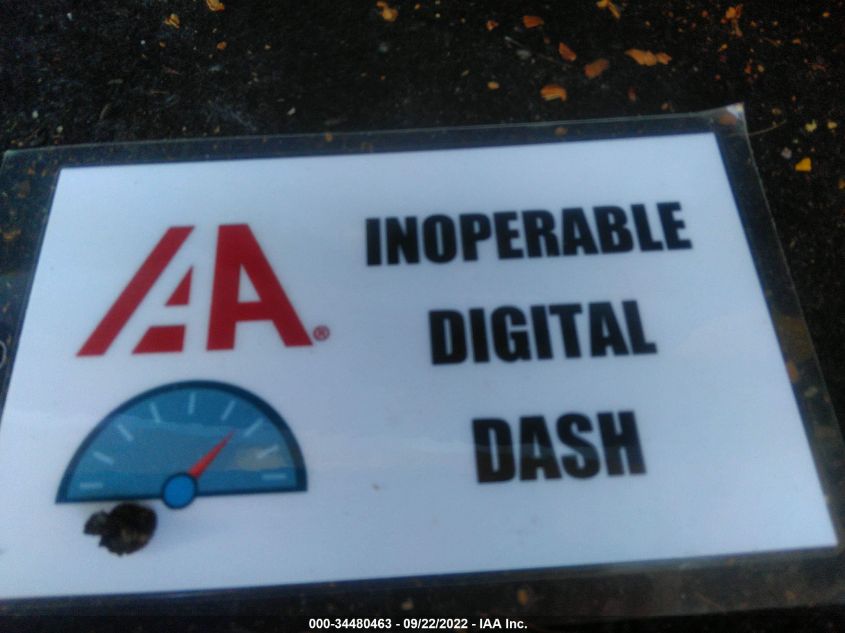 IAA®
INOPERABLE
DIGITAL
DASH
000-34480463 - 09/22/2022 - IAA Inc.